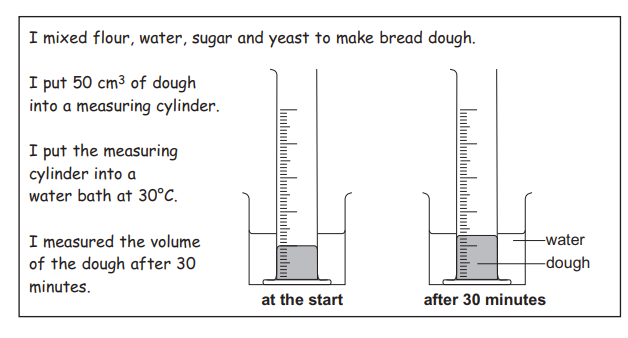 I mixed flour, water, sugar and yeast to make bread dough.
I put 50 cm³ of dough
into a measuring cylinder.
I put the measuring
cylinder into a
water bath at 30°C.
I measured the volume
of the dough after 30
minutes.
water
dough
at the start
after 30 minutes